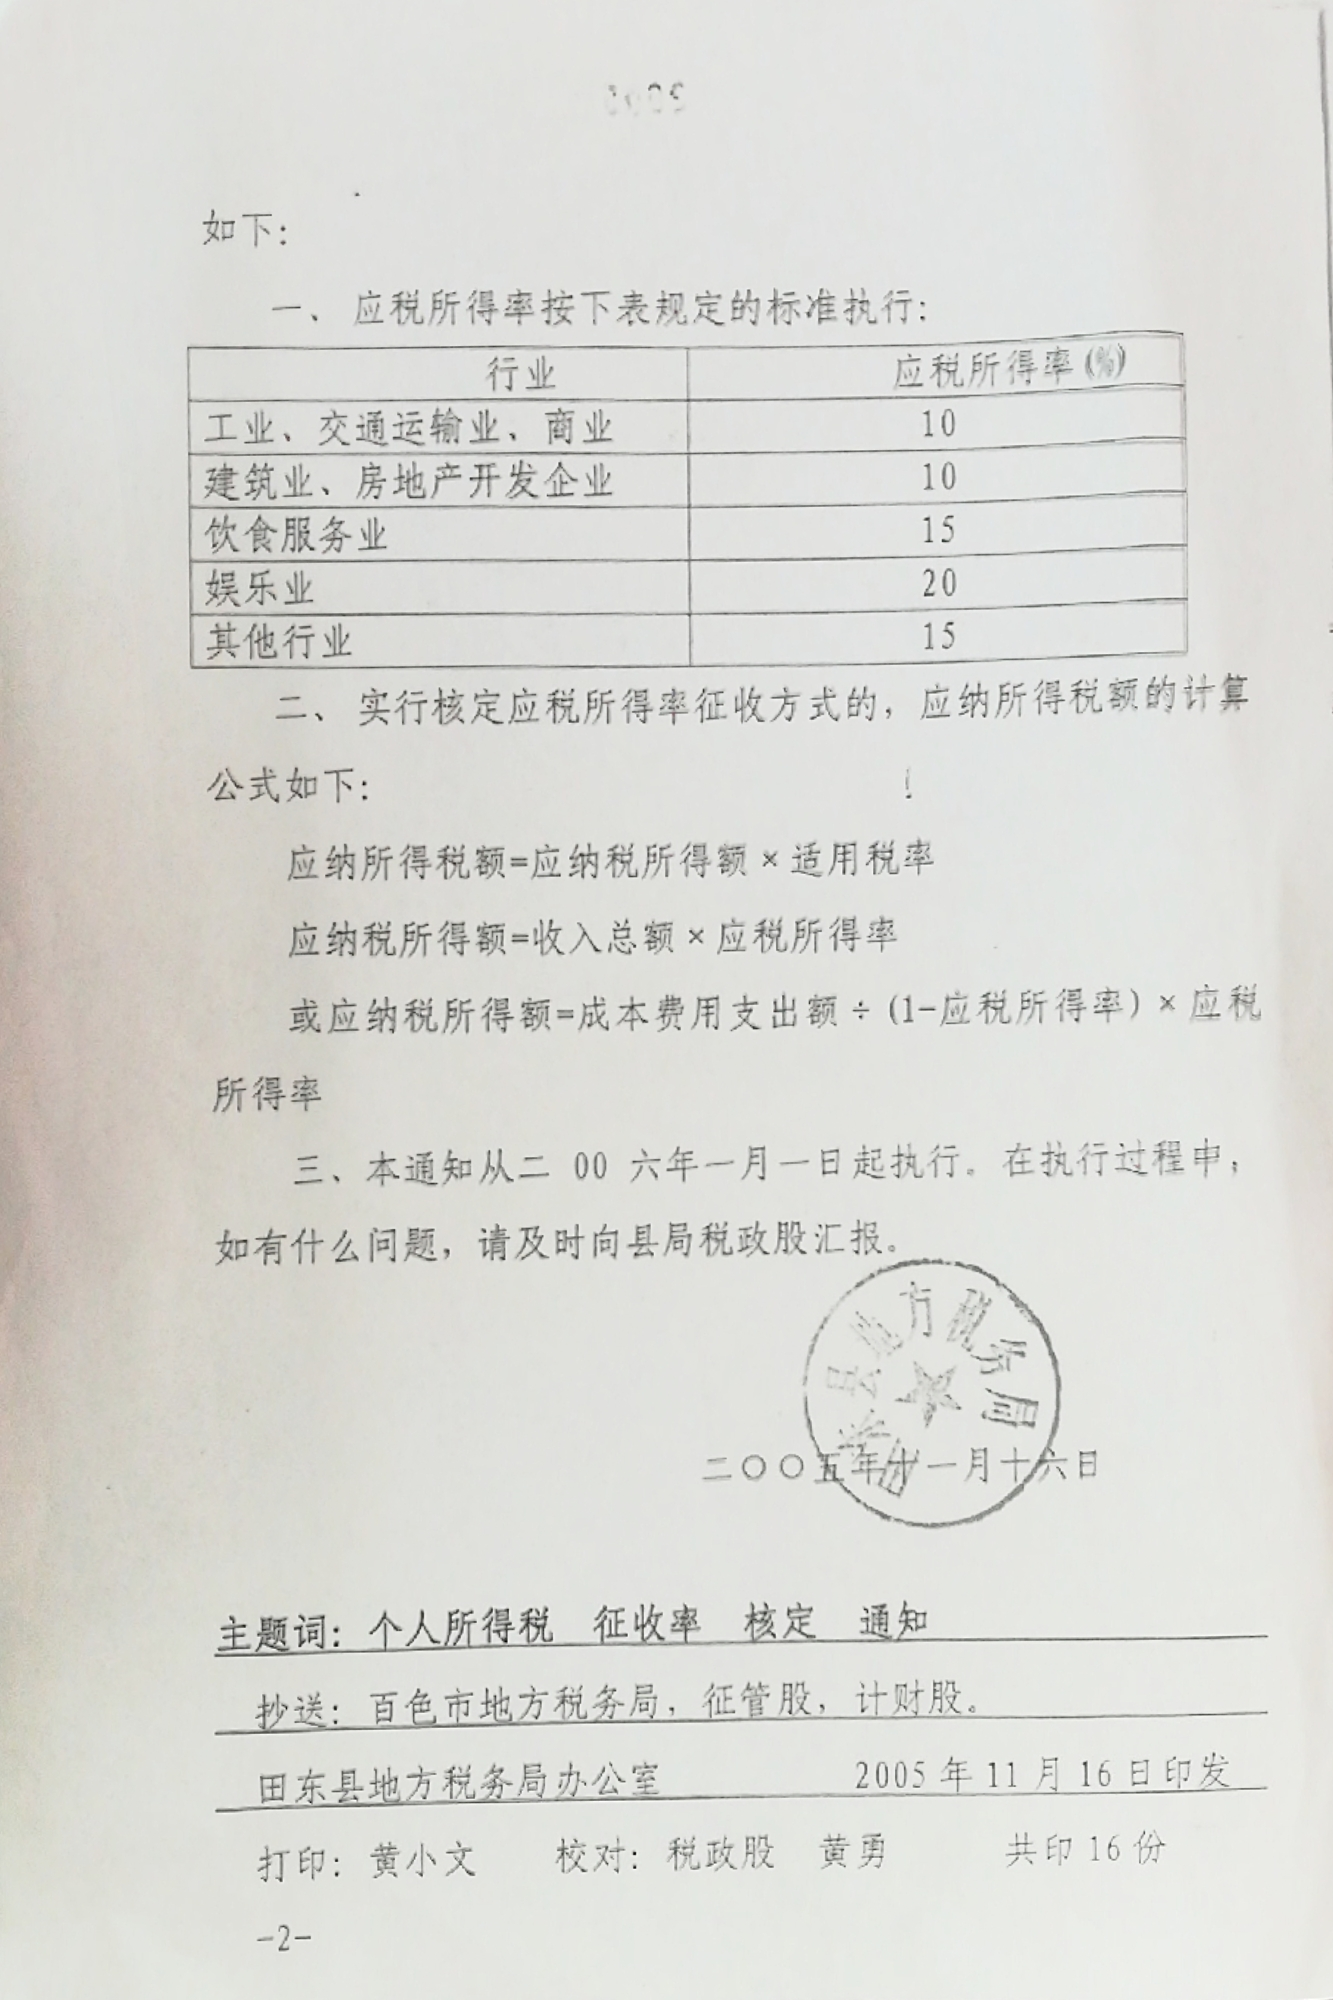 如下：
一、应税所得率按下表规定的标准执行：
行业 应税所得率(%)
工业、交通运输业、商业 10
建筑业、房地产开发企业 10
饮食服务业 15
娱乐业 20
其他行业 15
二、实行核定应税所得率征收方式的，应纳所得税额的计算
公式如下：
应纳所得税额=应纳税所得额×适用税率
应纳税所得额=收入总额×应税所得率
或应纳税所得额=成本费用支出额÷(1-应税所得率)×应税
所得率
三、本通知从二00六年一月一日起执行。在执行过程中，
如有什么问题，请及时向县局税政股汇报。
田东县地方税务局
二〇〇五年十一月十六日
主题词：个人所得税 征收率 核定 通知
抄送：百色市地方税务局，征管股，计财股。
田东县地方税务局办公室 2005年11月16日印发
打印：黄小文 校对：税政股 黄勇 共印16份
-2-